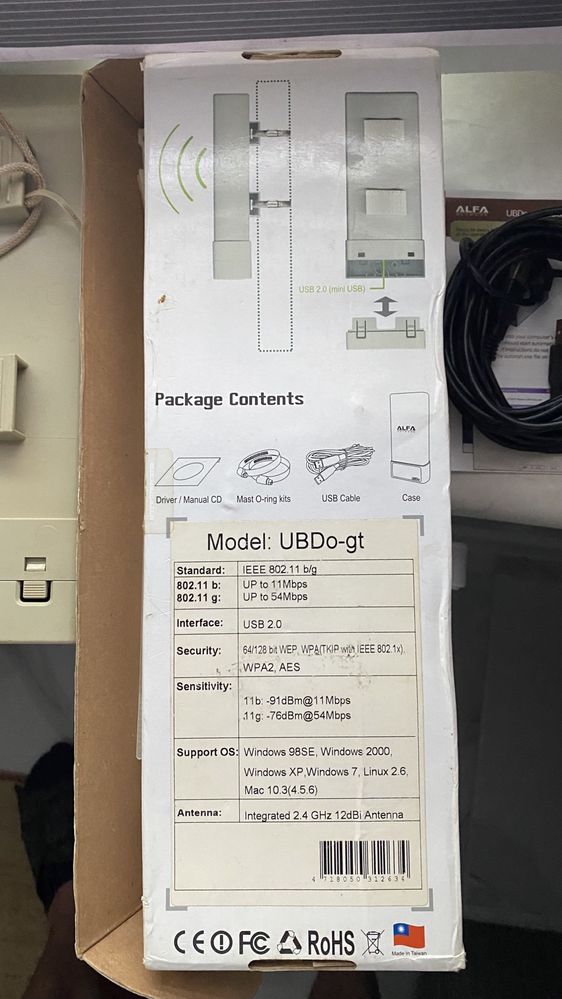 USB 2.0 (mini USB)
Package Contents
ALFA
Driver / Manual CD
Mast O-ring kits
USB Cable
Case
Model: UBDo-gt
Standard: IEEE 802.11 b/g
802.11 b: UP to 11Mbps
802.11 g: UP to 54Mbps
Interface: USB 2.0
Security: 64/128 bit WEP, WPA(TKIP with IEEE 802.1x),
WPA2, AES
Sensitivity:
11b: -91dBm@11Mbps
11g: -76dBm@54Mbps
Support OS: Windows 98SE, Windows 2000,
Windows XP,Windows 7, Linux 2.6,
Mac 10.3(4.5.6)
Antenna: Integrated 2.4 GHz 12dBi Antenna
4 718050 312634
CE FC RoHS
Made in Taiwan
ALFA UBDo